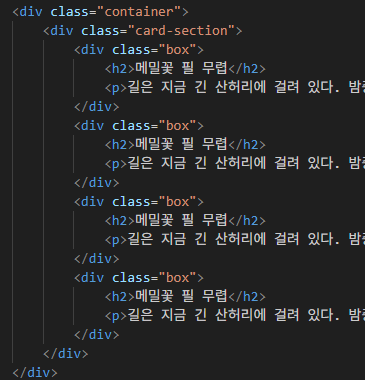 <div class="container">
<div class="card-section">
<div class="box">
<h2>메밀꽃 필 무렵</h2>
<p>길은 지금 긴 산허리에 걸려 있다. 밤중
</div>
<div class="box">
<h2>메밀꽃 필 무렵</h2>
<p>길은 지금 긴 산허리에 걸려 있다. 밤중
</div>
<div class="box">
<h2>메밀꽃 필 무렵</h2>
<p>길은 지금 긴 산허리에 걸려 있다. 밤중
</div>
<div class="box">
<h2>메밀꽃 필 무렵</h2>
<p>길은 지금 긴 산허리에 걸려 있다. 밤중
</div>
</div>
</div>